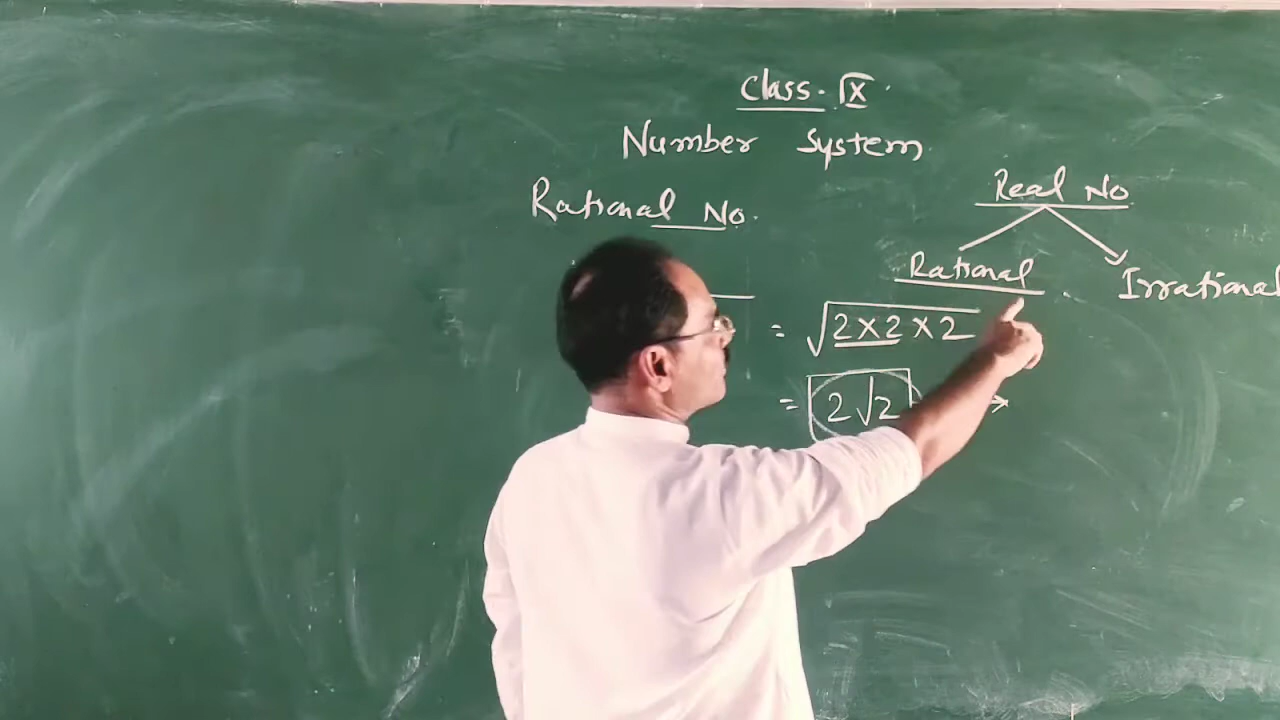 Class. IX.
Number System
Real No.
Rational No.
Rational
Irrational
= √2×2×2
= 2√2
→